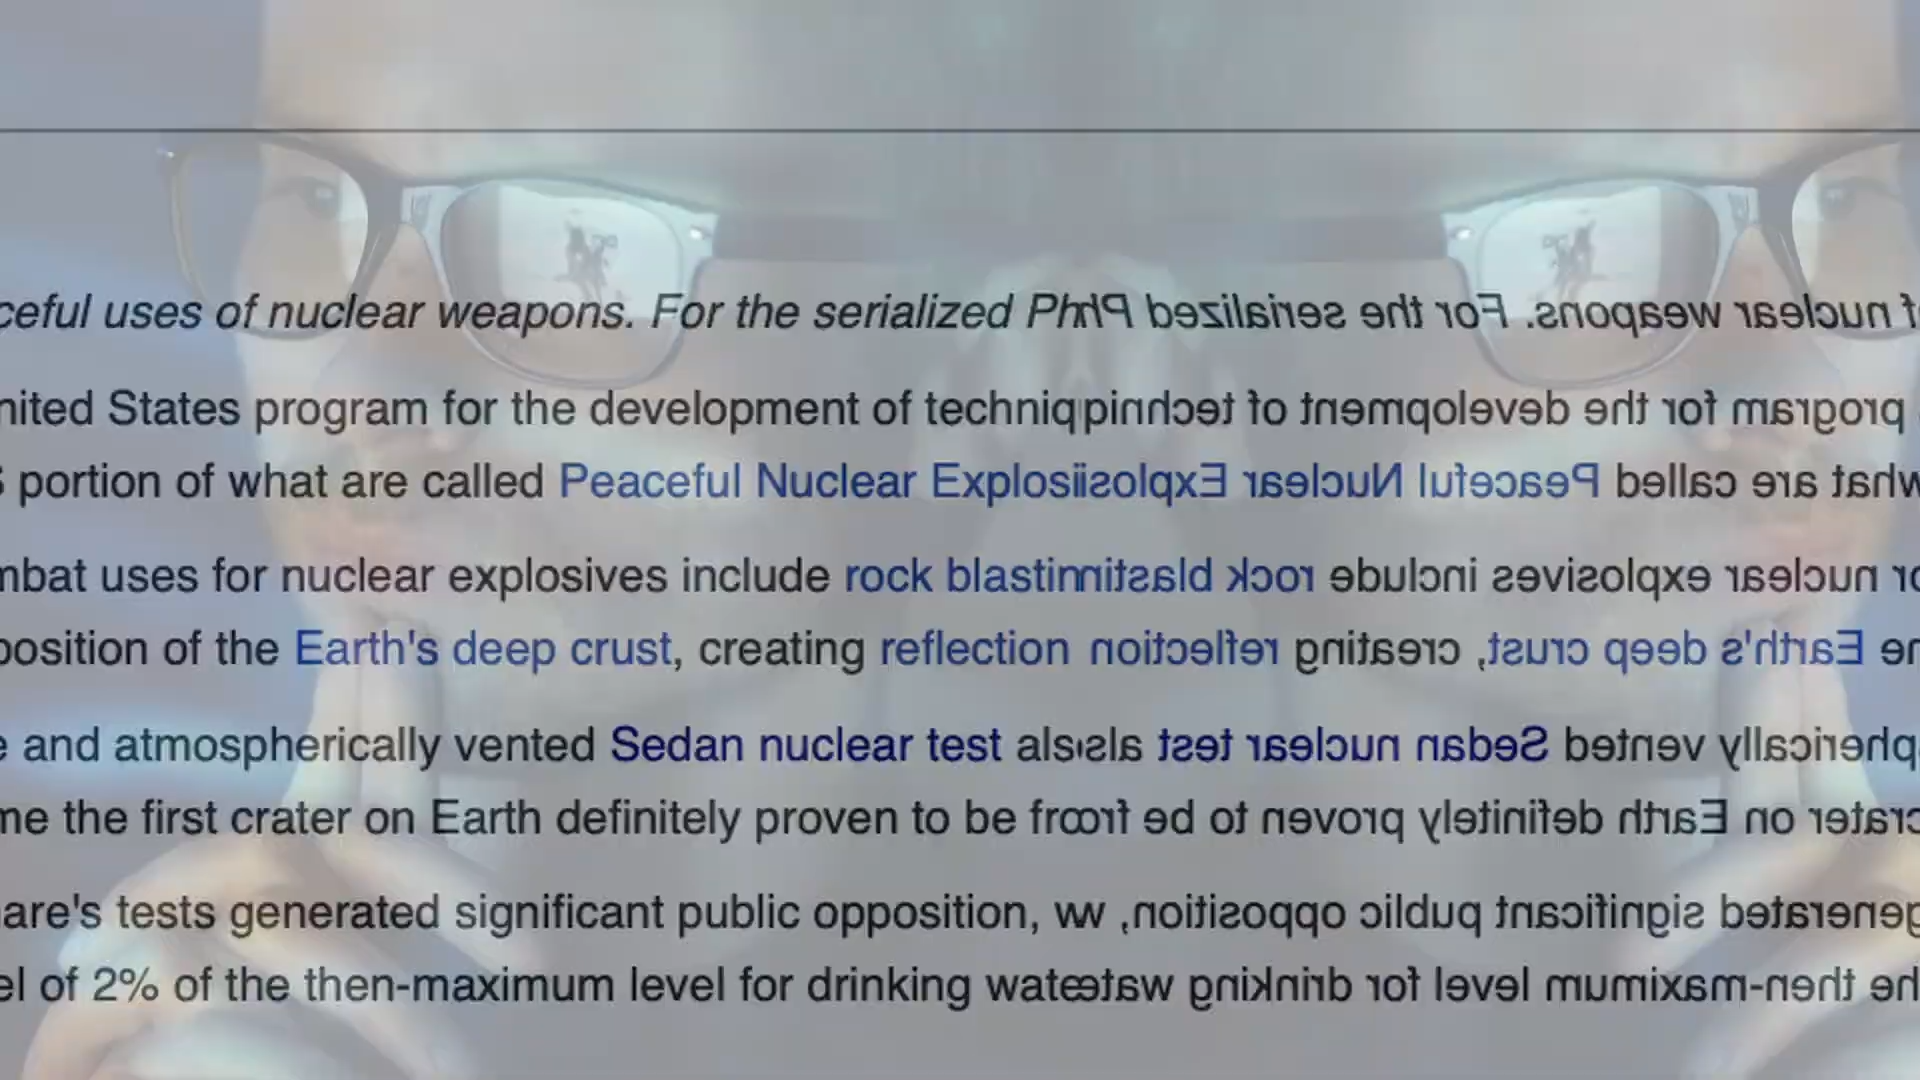 ceful uses of nuclear weapons. For the serialized Ph
nited States program for the development of techniq
portion of what are called Peaceful Nuclear Explosi
mbat uses for nuclear explosives include rock blastin
position of the Earth's deep crust, creating reflection
e and atmospherically vented Sedan nuclear test als
me the first crater on Earth definitely proven to be fro
are's tests generated significant public opposition, w
el of 2% of the then-maximum level for drinking wate